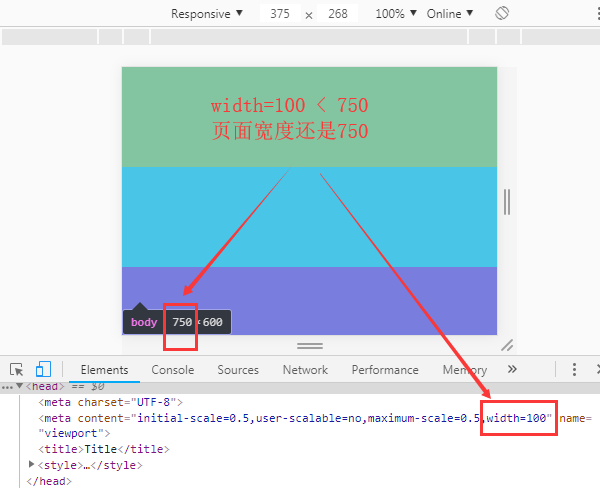 Responsive ▼ 375 × 268 100% ▼ Online ▼
width=100 < 750
页面宽度还是750
body 750×600
Elements Console Sources Network Performance Memory »
…▼<head> == $0
<meta charset="UTF-8">
<meta content="initial-scale=0.5,user-scalable=no,maximum-scale=0.5,width=100" name=
"viewport">
<title>Title</title>
▶<style>…</style>
</head>